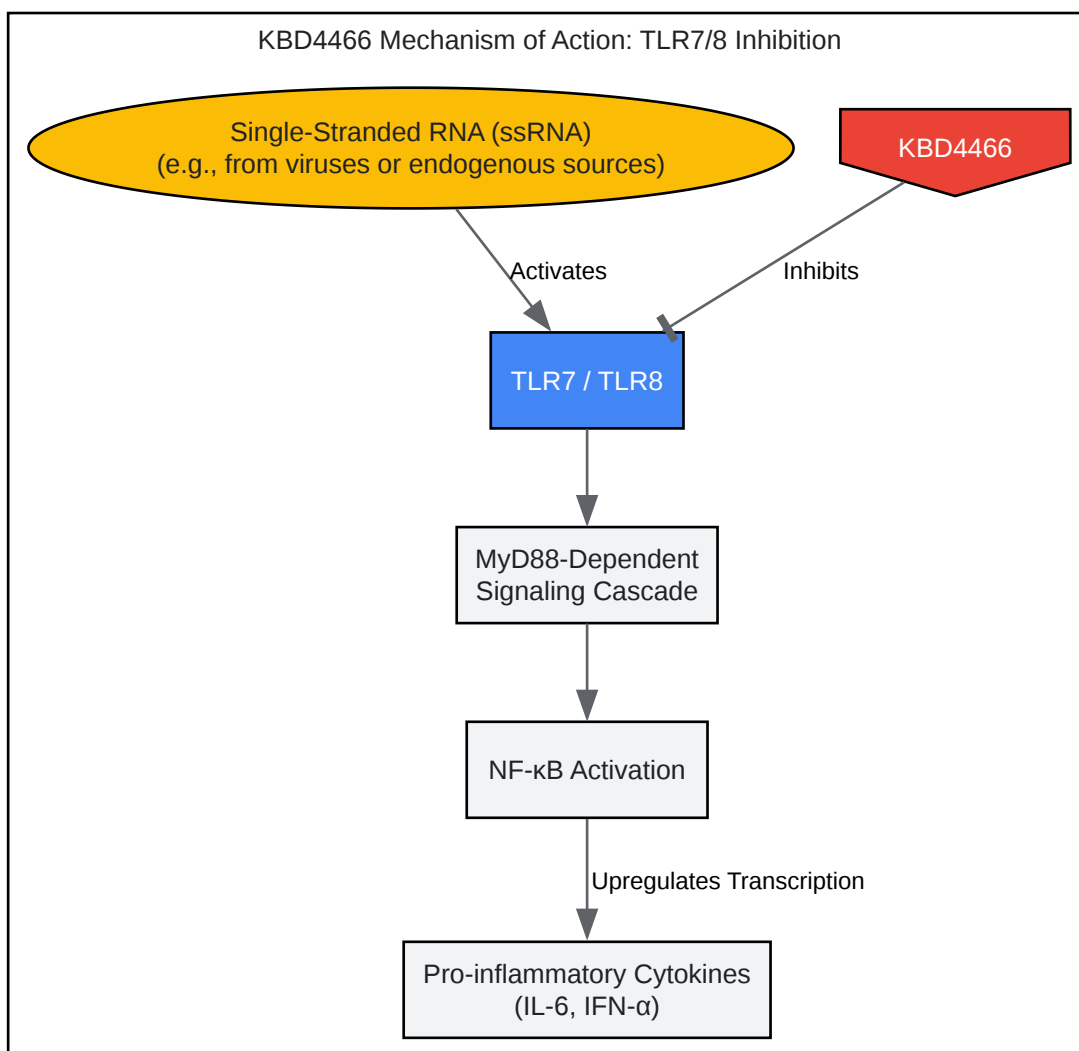 KBD4466 Mechanism of Action: TLR7/8 Inhibition
Single-Stranded RNA (ssRNA)
(e.g., from viruses or endogenous sources)
KBD4466
Activates
Inhibits
TLR7 / TLR8
MyD88-Dependent
Signaling Cascade
NF-κB Activation
Upregulates Transcription
Pro-inflammatory Cytokines
(IL-6, IFN-α)